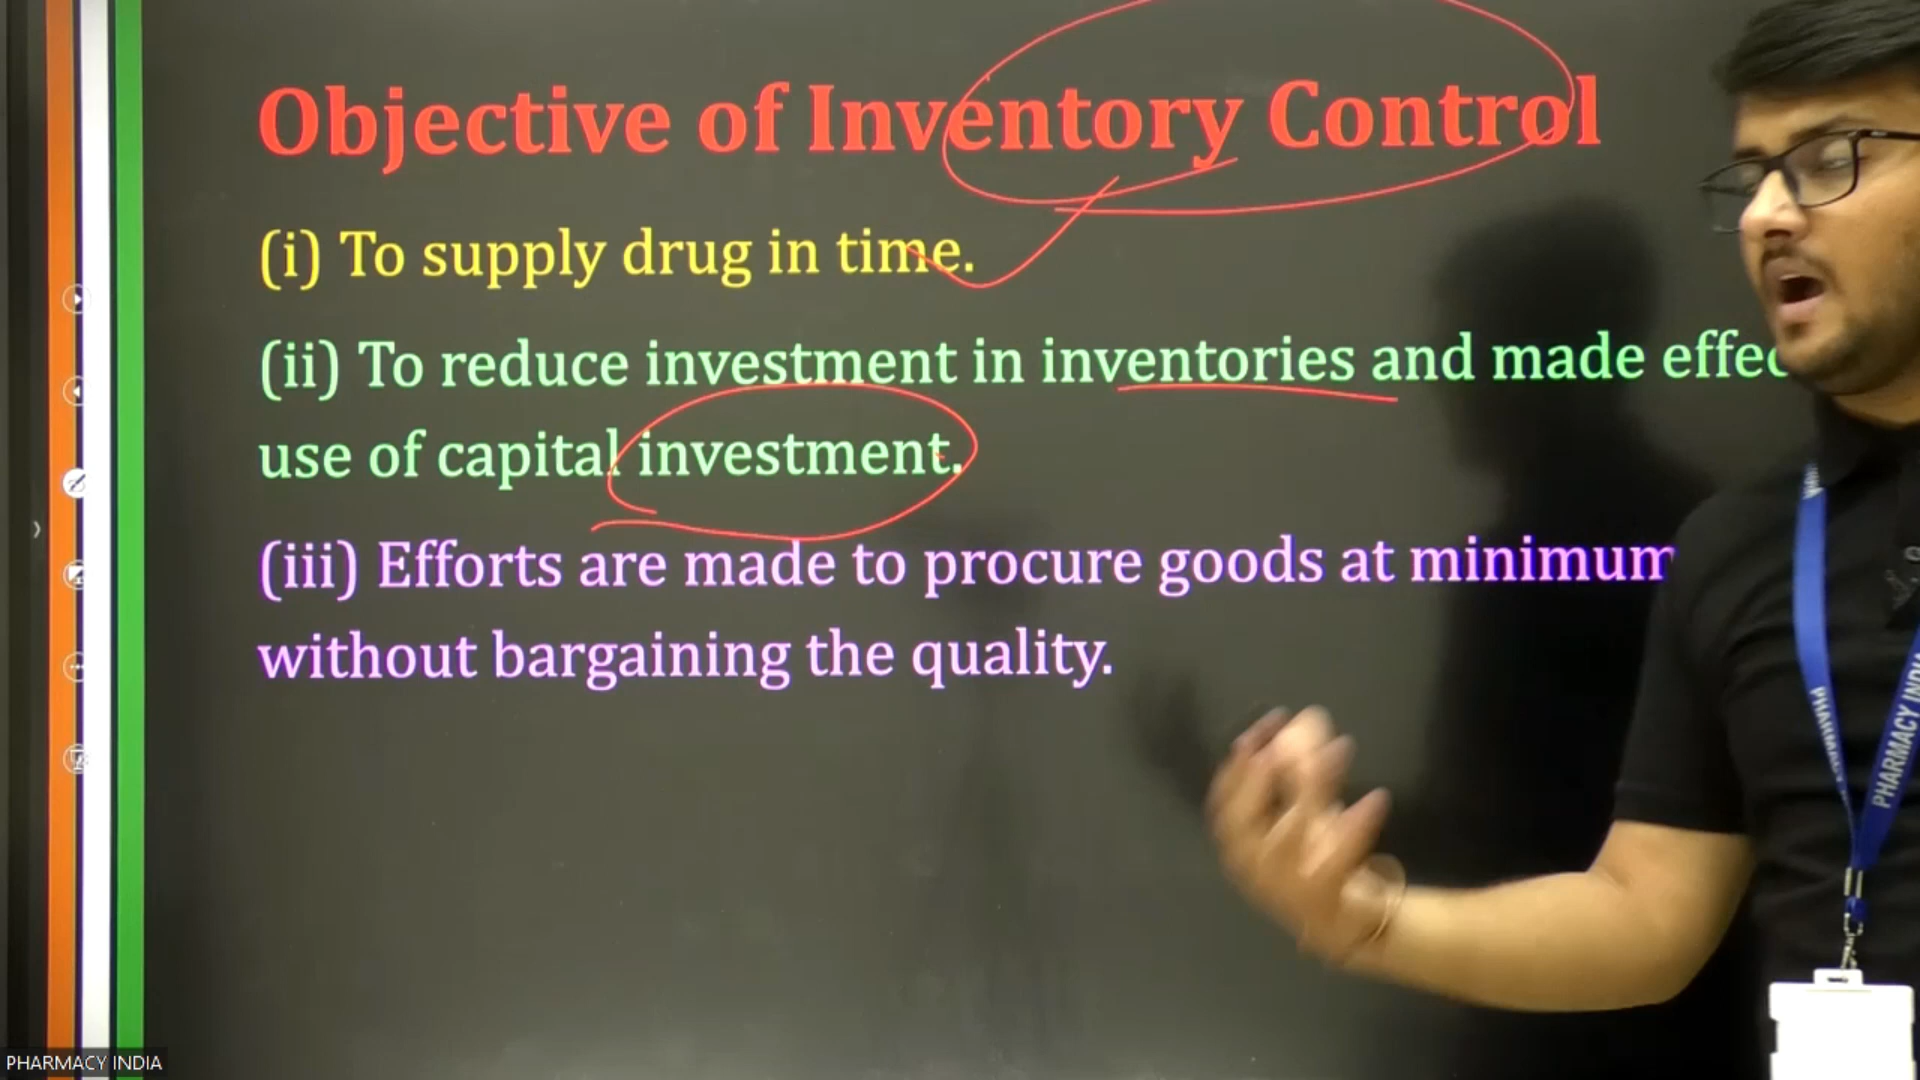 Objective of Inventory Control
(i) To supply drug in time.
(ii) To reduce investment in inventories and made
use of capital investment.
(iii) Efforts are made to procure goods at minimum
without bargaining the quality.
PHARMACY INDIA
PHARMACY INDIA